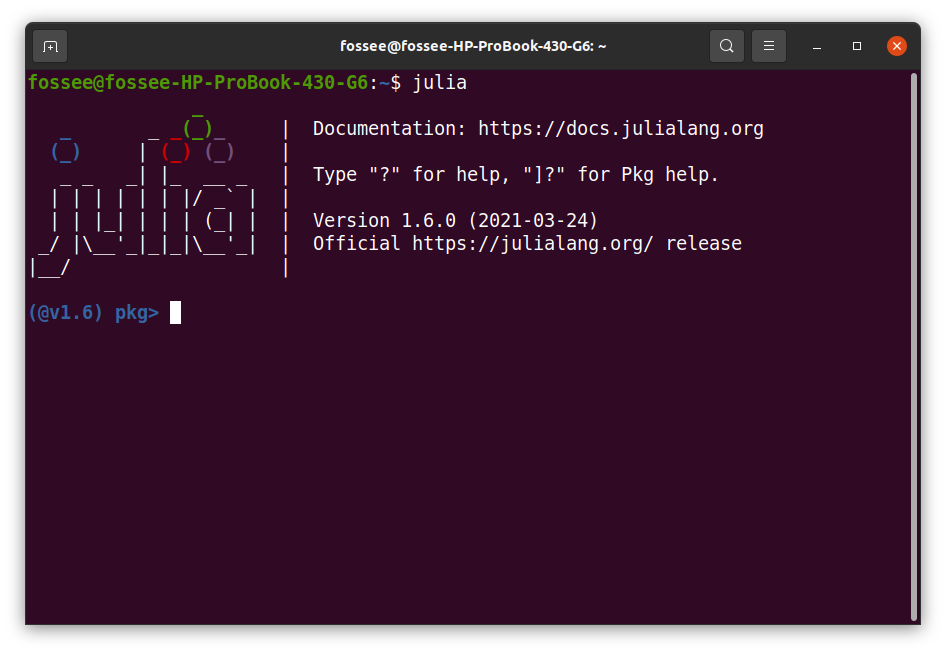 fossee@fossee-HP-ProBook-430-G6: ~
fossee@fossee-HP-ProBook-430-G6:~$ julia
               _
   _       _ _(_)_     |  Documentation: https://docs.julialang.org
  (_)     | (_) (_)    |
   _ _   _| |_  __ _   |  Type "?" for help, "]?" for Pkg help.
  | | | | | | |/ _` |  |
  | | |_| | | | (_| |  |  Version 1.6.0 (2021-03-24)
 _/ |\__'_|_|_|\__'_|  |  Official https://julialang.org/ release
|__/                   |
(@v1.6) pkg>